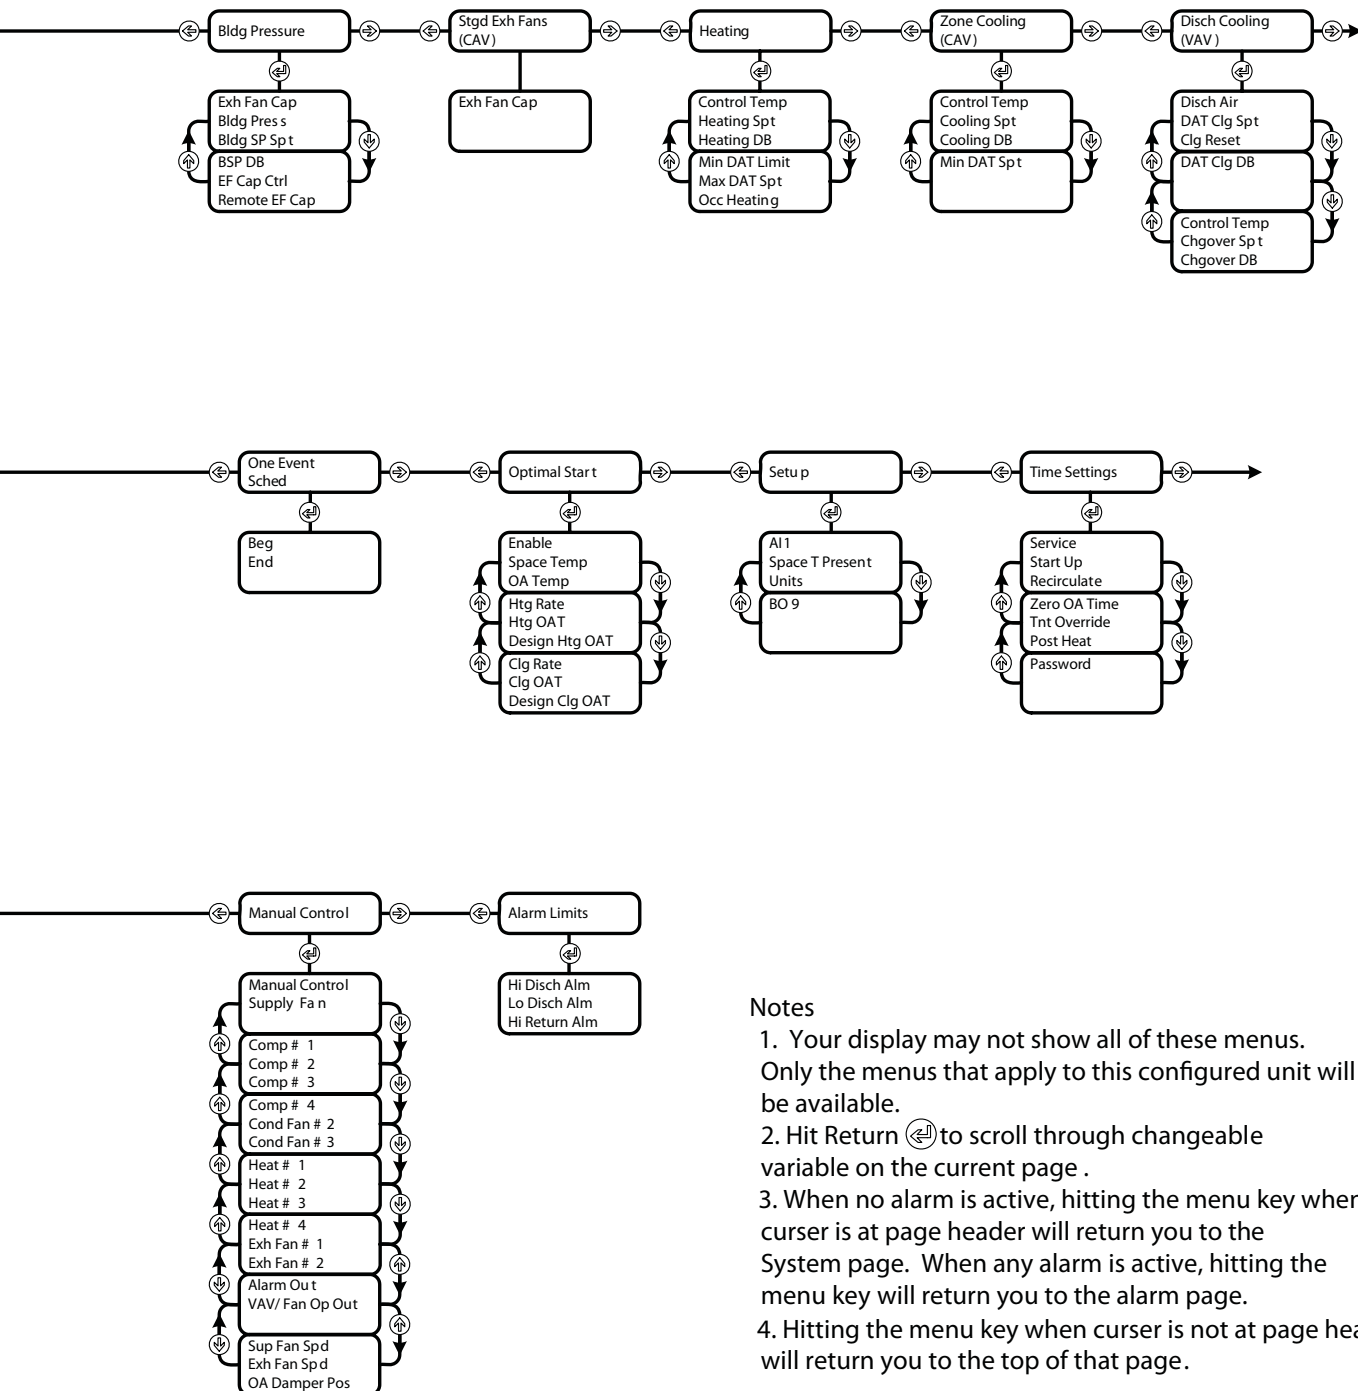 Bldg Pressure
Stgd Exh Fans
(CAV)
Heating
Zone Cooling
(CAV)
Disch Cooling
(VAV)
Exh Fan Cap
Bldg Press
Bldg SP Spt
BSP DB
EF Cap Ctrl
Remote EF Cap
Exh Fan Cap
Control Temp
Heating Spt
Heating DB
Min DAT Limit
Max DAT Spt
Occ Heating
Control Temp
Cooling Spt
Cooling DB
Min DAT Spt
Disch Air
DAT Clg Spt
Clg Reset
DAT Clg DB
Control Temp
Chgover Spt
Chgover DB
One Event
Sched
Optimal Start
Setup
Time Settings
Beg
End
Enable
Space Temp
OA Temp
Htg Rate
Htg OAT
Design Htg OAT
Clg Rate
Clg OAT
Design Clg OAT
AI1
Space T Present
Units
BO 9
Service
Start Up
Recirculate
Zero OA Time
Tnt Override
Post Heat
Password
Manual Control
Alarm Limits
Manual Control
Supply Fan
Comp # 1
Comp # 2
Comp # 3
Comp # 4
Cond Fan # 2
Cond Fan # 3
Heat # 1
Heat # 2
Heat # 3
Heat # 4
Exh Fan # 1
Exh Fan # 2
Alarm Out
VAV/ Fan Op Out
Sup Fan Spd
Exh Fan Spd
OA Damper Pos
Hi Disch Alm
Lo Disch Alm
Hi Return Alm
Notes
1. Your display may not show all of these menus.
Only the menus that apply to this configured unit will
be available.
2. Hit Return to scroll through changeable
variable on the current page .
3. When no alarm is active, hitting the menu key when
curser is at page header will return you to the
System page. When any alarm is active, hitting the
menu key will return you to the alarm page.
4. Hitting the menu key when curser is not at page hea
will return you to the top of that page.